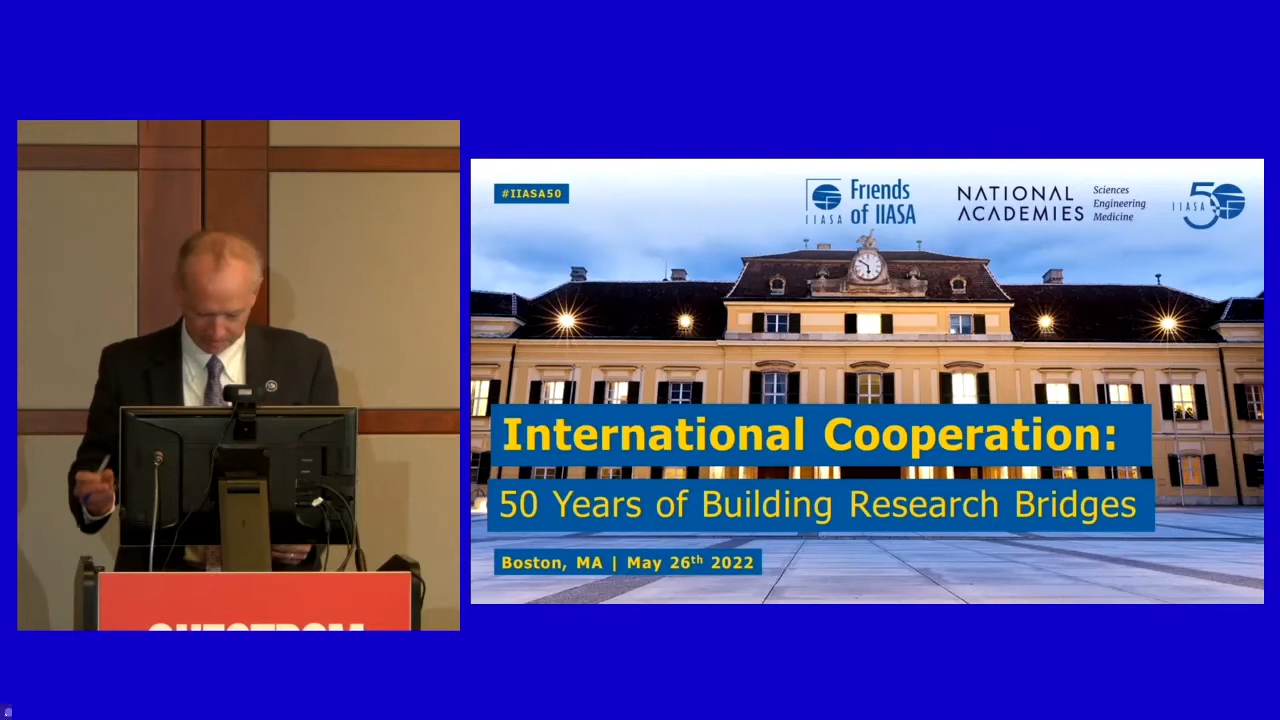 #IIASA50
IIASA
Friends
of IIASA
NATIONAL
ACADEMIES
Sciences
Engineering
Medicine
IIASA
50
International Cooperation:
50 Years of Building Research Bridges
Boston, MA | May 26th 2022